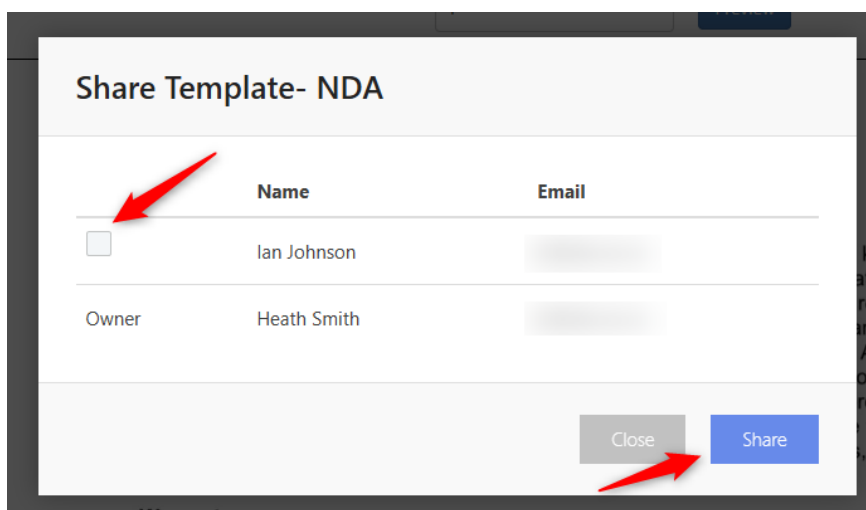 Share Template- NDA
Name Email
Ian Johnson
Owner Heath Smith
Close Share